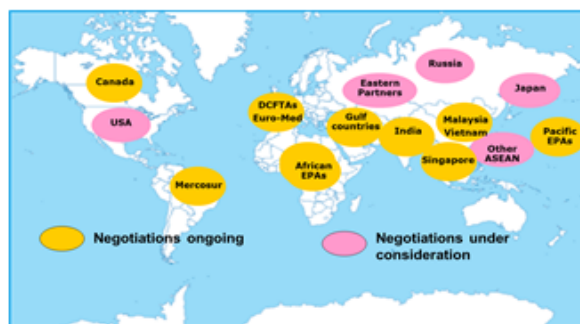 Canada
USA
Mercosur
DCFTAs
Euro-Med
African
EPAs
Gulf
countries
Eastern
Partners
Russia
India
Malaysia
Vietnam
Singapore
Other
ASEAN
Japan
Pacific
EPAs
Negotiations ongoing
Negotiations under
consideration